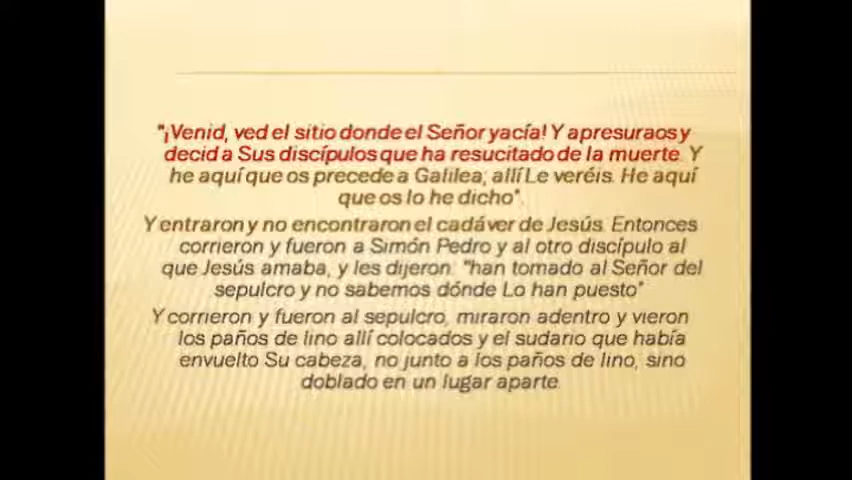 "¡Venid, ved el sitio donde el Señor yacía! Y apresuraos y
decid a Sus discípulos que ha resucitado de la muerte. Y
he aquí que os precede a Galilea; allí Le veréis. He aquí
que os lo he dicho".
Y entraron y no encontraron el cadáver de Jesús. Entonces
corrieron y fueron a Simón Pedro y al otro discípulo al
que Jesús amaba, y les dijeron: "han tomado al Señor del
sepulcro y no sabemos dónde Lo han puesto"
Y corrieron y fueron al sepulcro, miraron adentro y vieron
los paños de lino allí colocados y el sudario que había
envuelto Su cabeza, no junto a los paños de lino, sino
doblado en un lugar aparte.